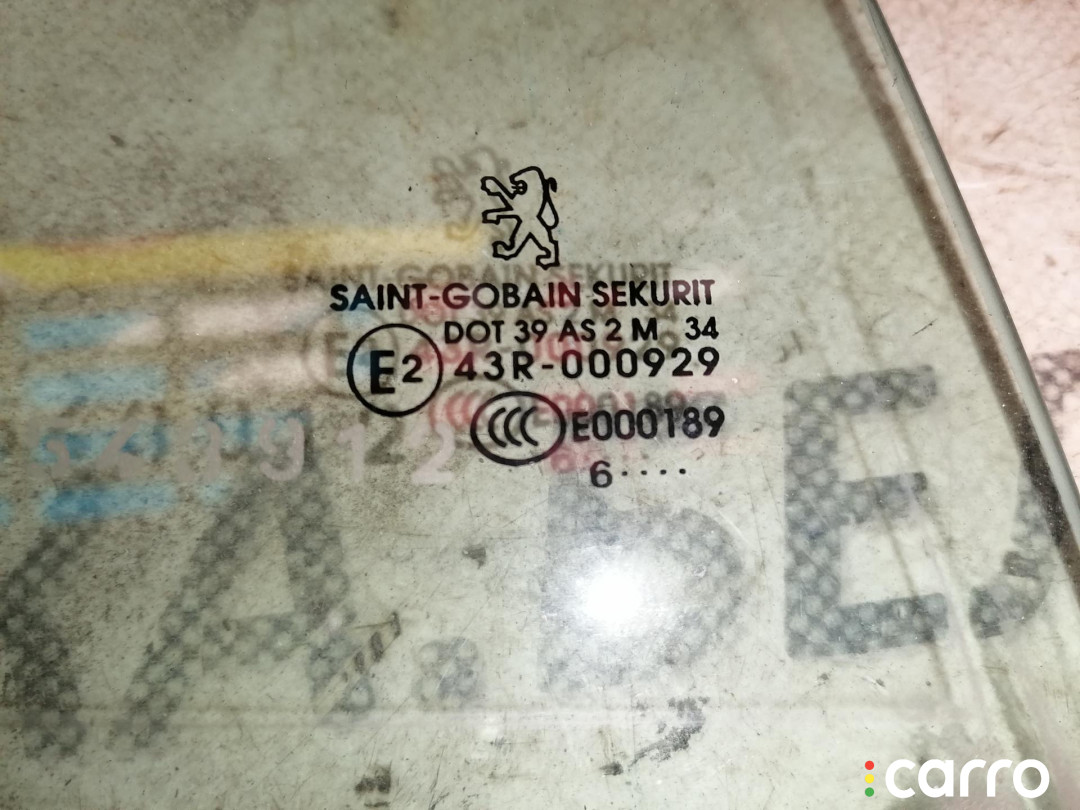 SAINT-GOBAIN SEKURIT
DOT 39 AS 2 M 34
E2 43R-000929
CCC E000189
6 ....
carro